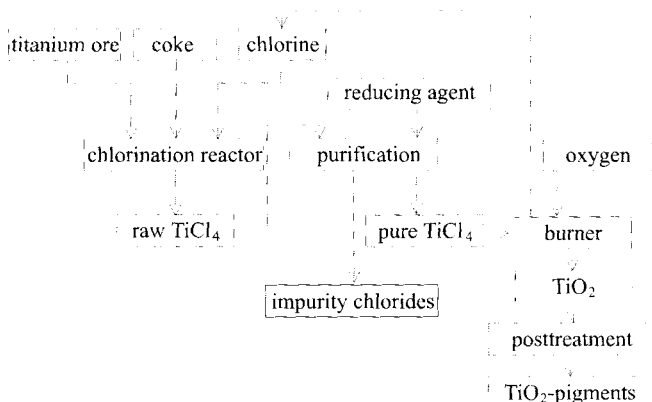 titanium ore
coke
chlorine
reducing agent
chlorination reactor
purification
oxygen
raw TiCl₄
pure TiCl₄
burner
impurity chlorides
TiO₂
posttreatment
TiO₂-pigments